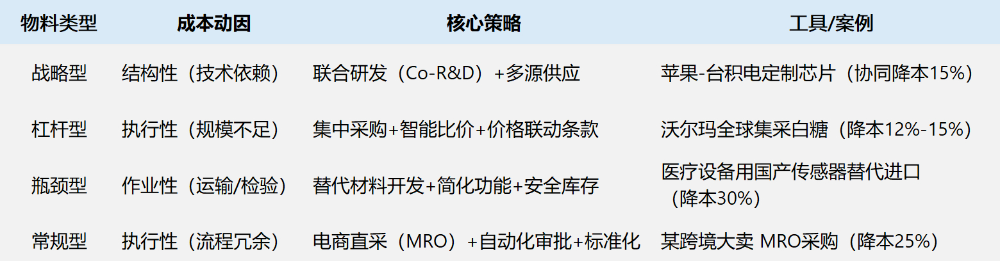 物料类型 成本动因 核心策略 工具/案例
战略型 结构性（技术依赖） 联合研发（Co-R&D）+多源供应 苹果-台积电定制芯片（协同降本15%）
杠杆型 执行性（规模不足） 集中采购+智能比价+价格联动条款 沃尔玛全球集采白糖（降本12%-15%）
瓶颈型 作业性（运输/检验） 替代材料开发+简化功能+安全库存 医疗设备用国产传感器替代进口
（降本30%）
常规型 执行性（流程冗余） 电商直采（MRO）+自动化审批+标准化 某跨境大卖 MRO采购（降本25%）